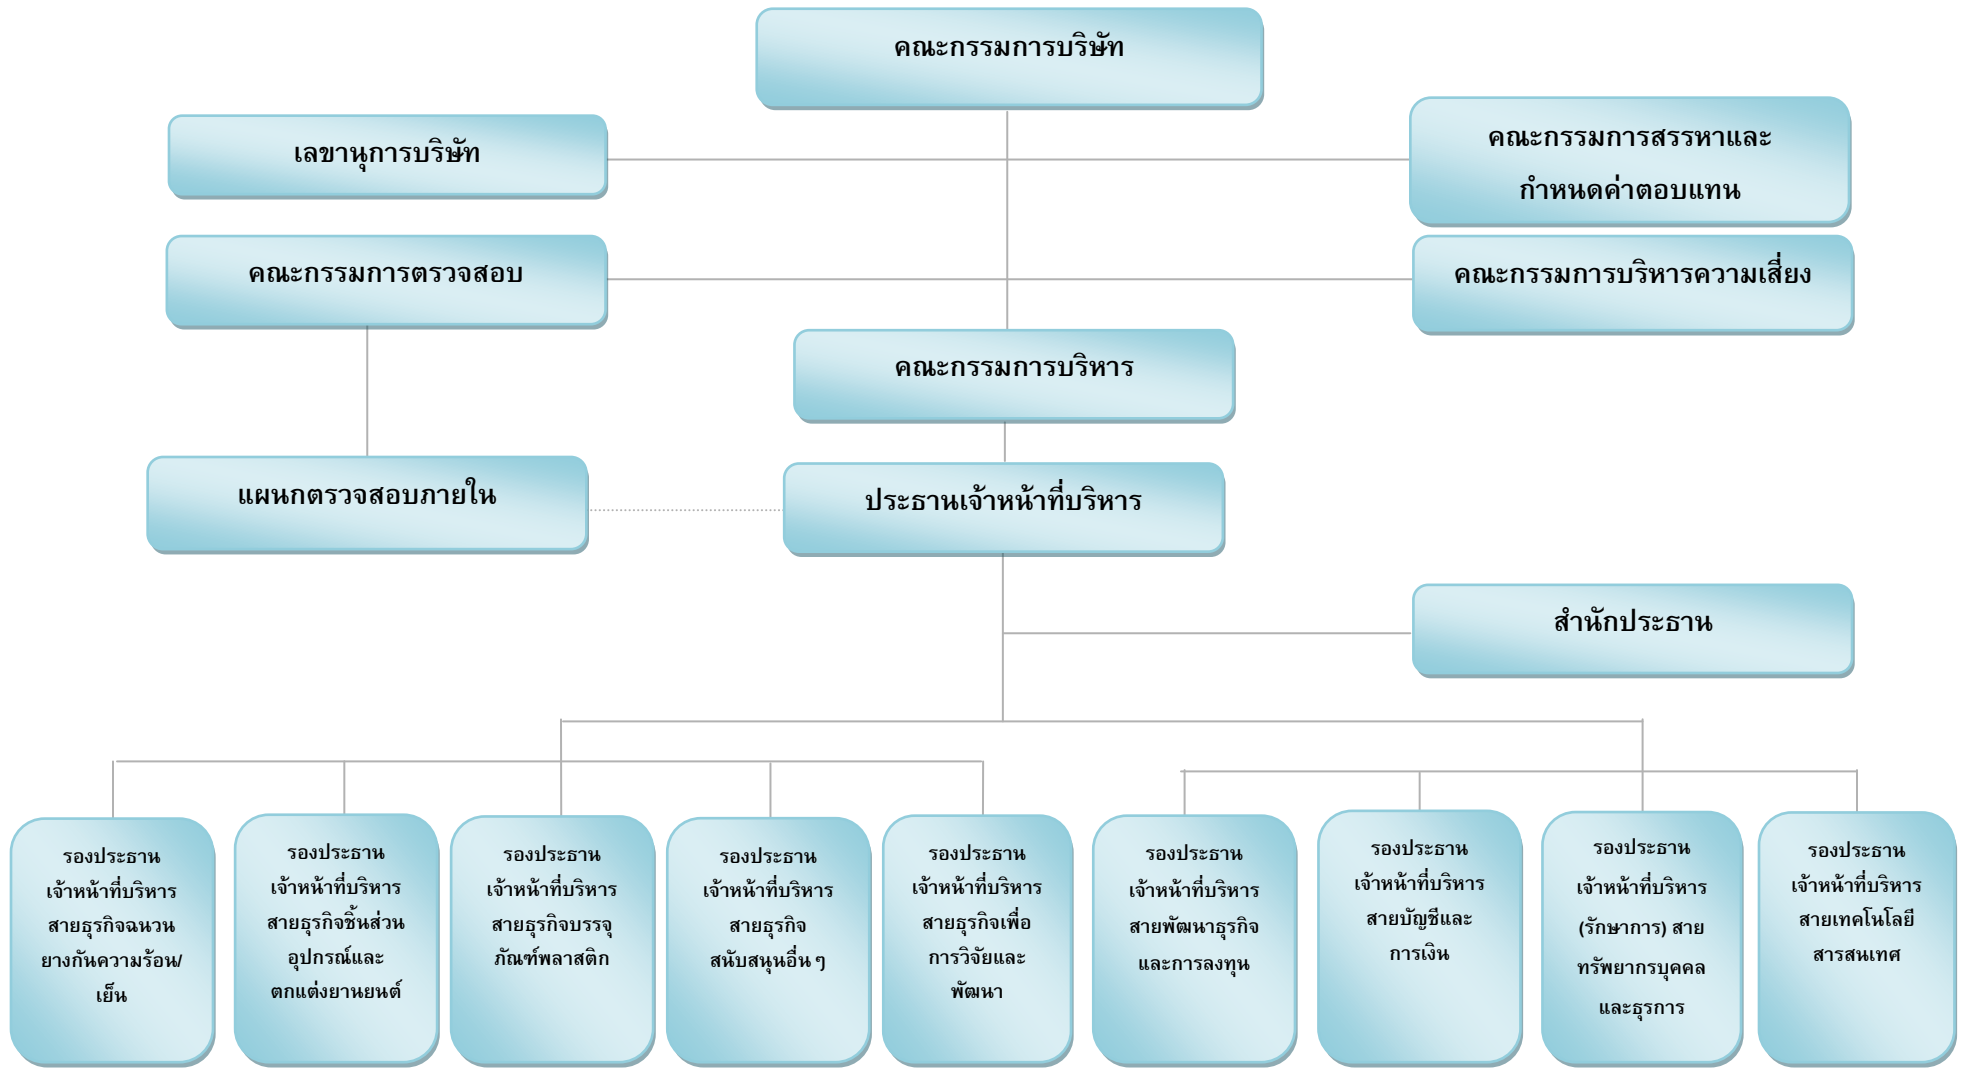 คณะกรรมการบริษัท
เลขานุการบริษัท
คณะกรรมการสรรหาและ
กำหนดค่าตอบแทน
คณะกรรมการตรวจสอบ
คณะกรรมการบริหารความเสี่ยง
คณะกรรมการบริหาร
แผนกตรวจสอบภายใน
ประธานเจ้าหน้าที่บริหาร
สำนักประธาน
รองประธาน
เจ้าหน้าที่บริหาร
สายธุรกิจฉนวน
ยางกันความร้อน/
เย็น
รองประธาน
เจ้าหน้าที่บริหาร
สายธุรกิจชิ้นส่วน
อุปกรณ์และ
ตกแต่งยานยนต์
รองประธาน
เจ้าหน้าที่บริหาร
สายธุรกิจบรรจุ
ภัณฑ์พลาสติก
รองประธาน
เจ้าหน้าที่บริหาร
สายธุรกิจ
สนับสนุนอื่น ๆ
รองประธาน
เจ้าหน้าที่บริหาร
สายธุรกิจเพื่อ
การวิจัยและ
พัฒนา
รองประธาน
เจ้าหน้าที่บริหาร
สายพัฒนาธุรกิจ
และการลงทุน
รองประธาน
เจ้าหน้าที่บริหาร
สายบัญชีและ
การเงิน
รองประธาน
เจ้าหน้าที่บริหาร
(รักษาการ) สาย
ทรัพยากรบุคคล
และธุรการ
รองประธาน
เจ้าหน้าที่บริหาร
สายเทคโนโลยี
สารสนเทศ